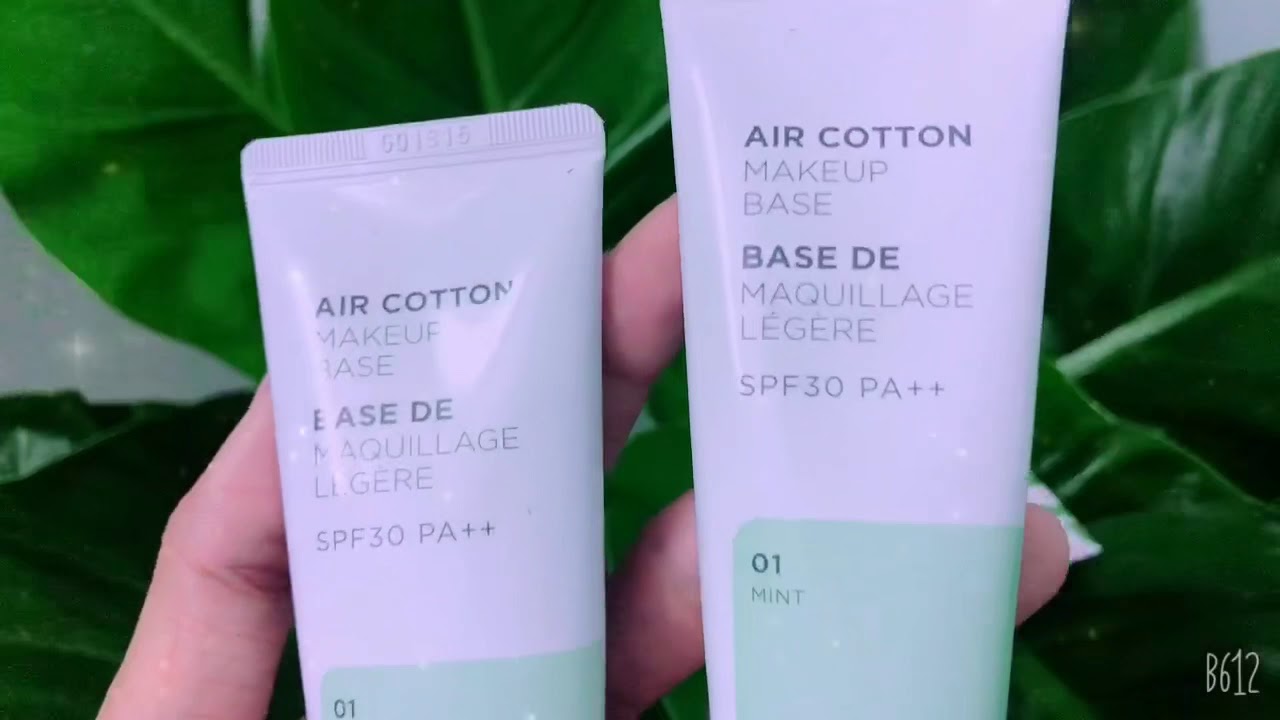 AIR COTTON
MAKEUP
BASE
BASE DE
MAQUILLAGE
LÉGÈRE
SPF30 PA++
01
AIR COTTON
MAKEUP
BASE
BASE DE
MAQUILLAGE
LÉGÈRE
SPF30 PA++
01
MINT
B612